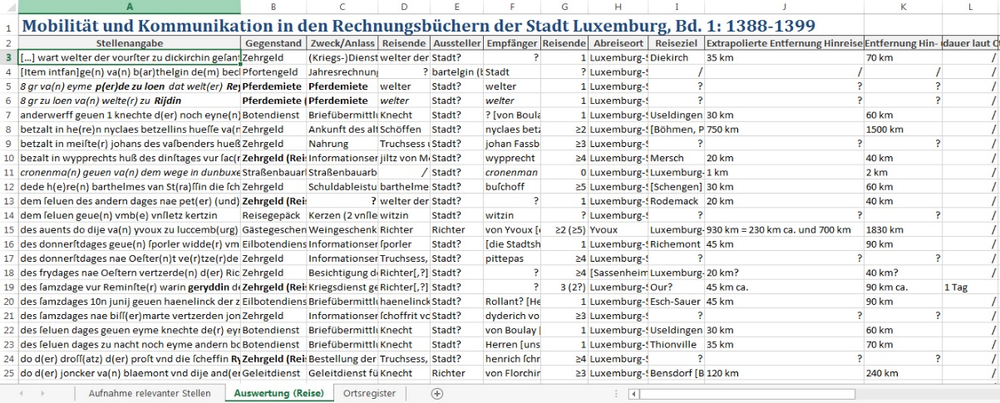 A B C D E F G H I J K L
1 Mobilität und Kommunikation in den Rechnungsbüchern der Stadt Luxemburg, Bd. 1: 1388-1399
2 Stellenangabe Gegenstand Zweck/Anlass Reisende Aussteller Empfänger Reisende Abreiseort Reiseziel Extrapolierte Entfernung Hinreise Entfernung Hin- dauer laut
3 [...] wart welter der vourſter zu dickirchin geſan Zehrgeld (Kriegs-)Dienst welter der Stadt? ? 1 Luxemburg-S Diekirch 35 km 70 km /
4 [Item intfan]ge(n) va(n) b(ar)thelgin de(m) becl Pfortengeld Jahresrechnung ? bartelgin (b Stadt ? Luxemburg-S / / / /
5 8 gr va(n) eyme p(er)de zu loen dat welt(er) Rey Pferdemiete Pferdemiete welter Stadt? welter 1 Luxemburg-S ? ? ? /
6 8 gr zu loen va(n) welte(r) zu Rijdin Pferdemiete ( Pferdemiete welter Stadt? welter 1 Luxemburg-S ? ? ? /
7 anderwerff geuen 1 knechte d(er) noch eyne(n) Botendienst Briefübermittl Knecht Stadt? ? [von Boula 1 Luxemburg-S Useldingen 30 km 60 km /
8 betzalt in he(re)n nyclaes betzellins hueſſe va(n Zehrgeld Ankunft des alt Schöffen Stadt? nyclaes betz ≥2 Luxemburg-S [Böhmen, P 750 km 1500 km /
9 betzalt in meiſte(r) johans des vaſbenders hueß Zehrgeld Nahrung Truchsess u Stadt? johan Fassb ≥3 Luxemburg-S ? ? ? /
10 bezalt in wypprechts huß des dinſtages vur ſac(r Zehrgeld (Reis Informationser jiltz von Me Stadt? wypprecht ≥4 Luxemburg-S Mersch 20 km 40 km /
11 cronenma(n) geuen va(n) dem wege in dunbuxe Straßenbauar Straßenbauarb / Stadt? cronenman 0 Luxemburg-S Luxemburg- 1 km 2 km /
12 dede h(e)re(n) barthelmes van St(ra)ſſin die ſch Zehrgeld Schuldableistu barthelme Stadt? buſchoff ≥5 Luxemburg-S [Schengen] 30 km 60 km /
13 dem ſeluen des andern dages nae pet(er) (und) Zehrgeld (Reis ? welter der Stadt? ? 1 Luxemburg-S Rodemack 20 km 40 km /
14 dem ſeluen geue(n) vmb(e) vnſletz kertzin Reisegepäck Kerzen (2 vnſle witzin Stadt? witzin ? Luxemburg-S ? ? ? /
15 des auents do dije va(n) yvoux zu luccemb(urg) Gästegeschen Weingeschenk Richter Richter von Yvoux [ ≥2 (≥5) Yvoux Luxemburg- 930 km = 230 km ca. und 700 km 1830 km /
16 des donnerſtdages geue(n) ſporler widde(r) vm Eilbotendiens Informationser ſporler Stadt? [die Stadtsh 1 Luxemburg-S Richemont 45 km 90 km /
17 des donnerſtdages nae Oeſter(n)t ve(r)tze(r)de Zehrgeld Informationser Truchsess, Stadt? pittepas ≥4 Luxemburg-S ? ? ? /
18 des frydages nae Oeſtern vertzerde(n) d(er) Ric Zehrgeld Besichtigung de Richter[,?] Stadt? ? ≥4 [Sassenheim Luxemburg- 20 km? 40 km? /
19 des ſamzdage vur Reminſte(r) warin geryddin de Zehrgeld (Reis Kriegsdienst ge Richter[,?] Stadt? ? 3 (2?) Luxemburg-S Our? 45 km ca. 90 km ca. 1 Tag
20 des ſamzdages 10n junij geuen haenelinck der z Eilbotendiens Briefübermittl haenelinck Stadt? Rollant? [He 1 Luxemburg-S Esch-Sauer 45 km 90 km /
21 des ſamzdages nae biſſ(er)marte vertzerden jon Zehrgeld Informationser ſchoffrit vo Stadt? dyderich vo ≥3 Luxemburg-S ? ? ? /
22 des ſeluen dages geuen eyme knechte de(r) eyn Botendienst Briefübermittl Knecht Stadt? von Boulay [ 1 Luxemburg-S Useldingen 30 km 60 km /
23 des ſeluen dages zu nacht noch eyme andern bo Botendienst Briefübermittl Knecht Stadt? Herren [uns 1 Luxemburg-S Thionville 35 km 70 km /
24 do d(er) droſſ(atz) d(er) proſt vnd die ſcheffin Ry Zehrgeld (Reis Bestellung der Truchsess, Stadt? henrich ſchr ≥4 Luxemburg-S ? ? ? /
25 do d(er) joncker va(n) blaemont vnd dije and(er Geleitdienst Geleitdienst fü Knecht Richter von Florchin ≥3 Luxemburg-S Bensdorf [B 120 km 240 km /
Aufnahme relevanter Stellen Auswertung (Reise) Ortsregister